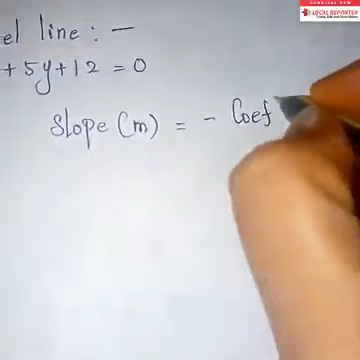 LOCAL REPORTER
el line : —
+ 5y + 12 = 0
Slope (m) = - Coef